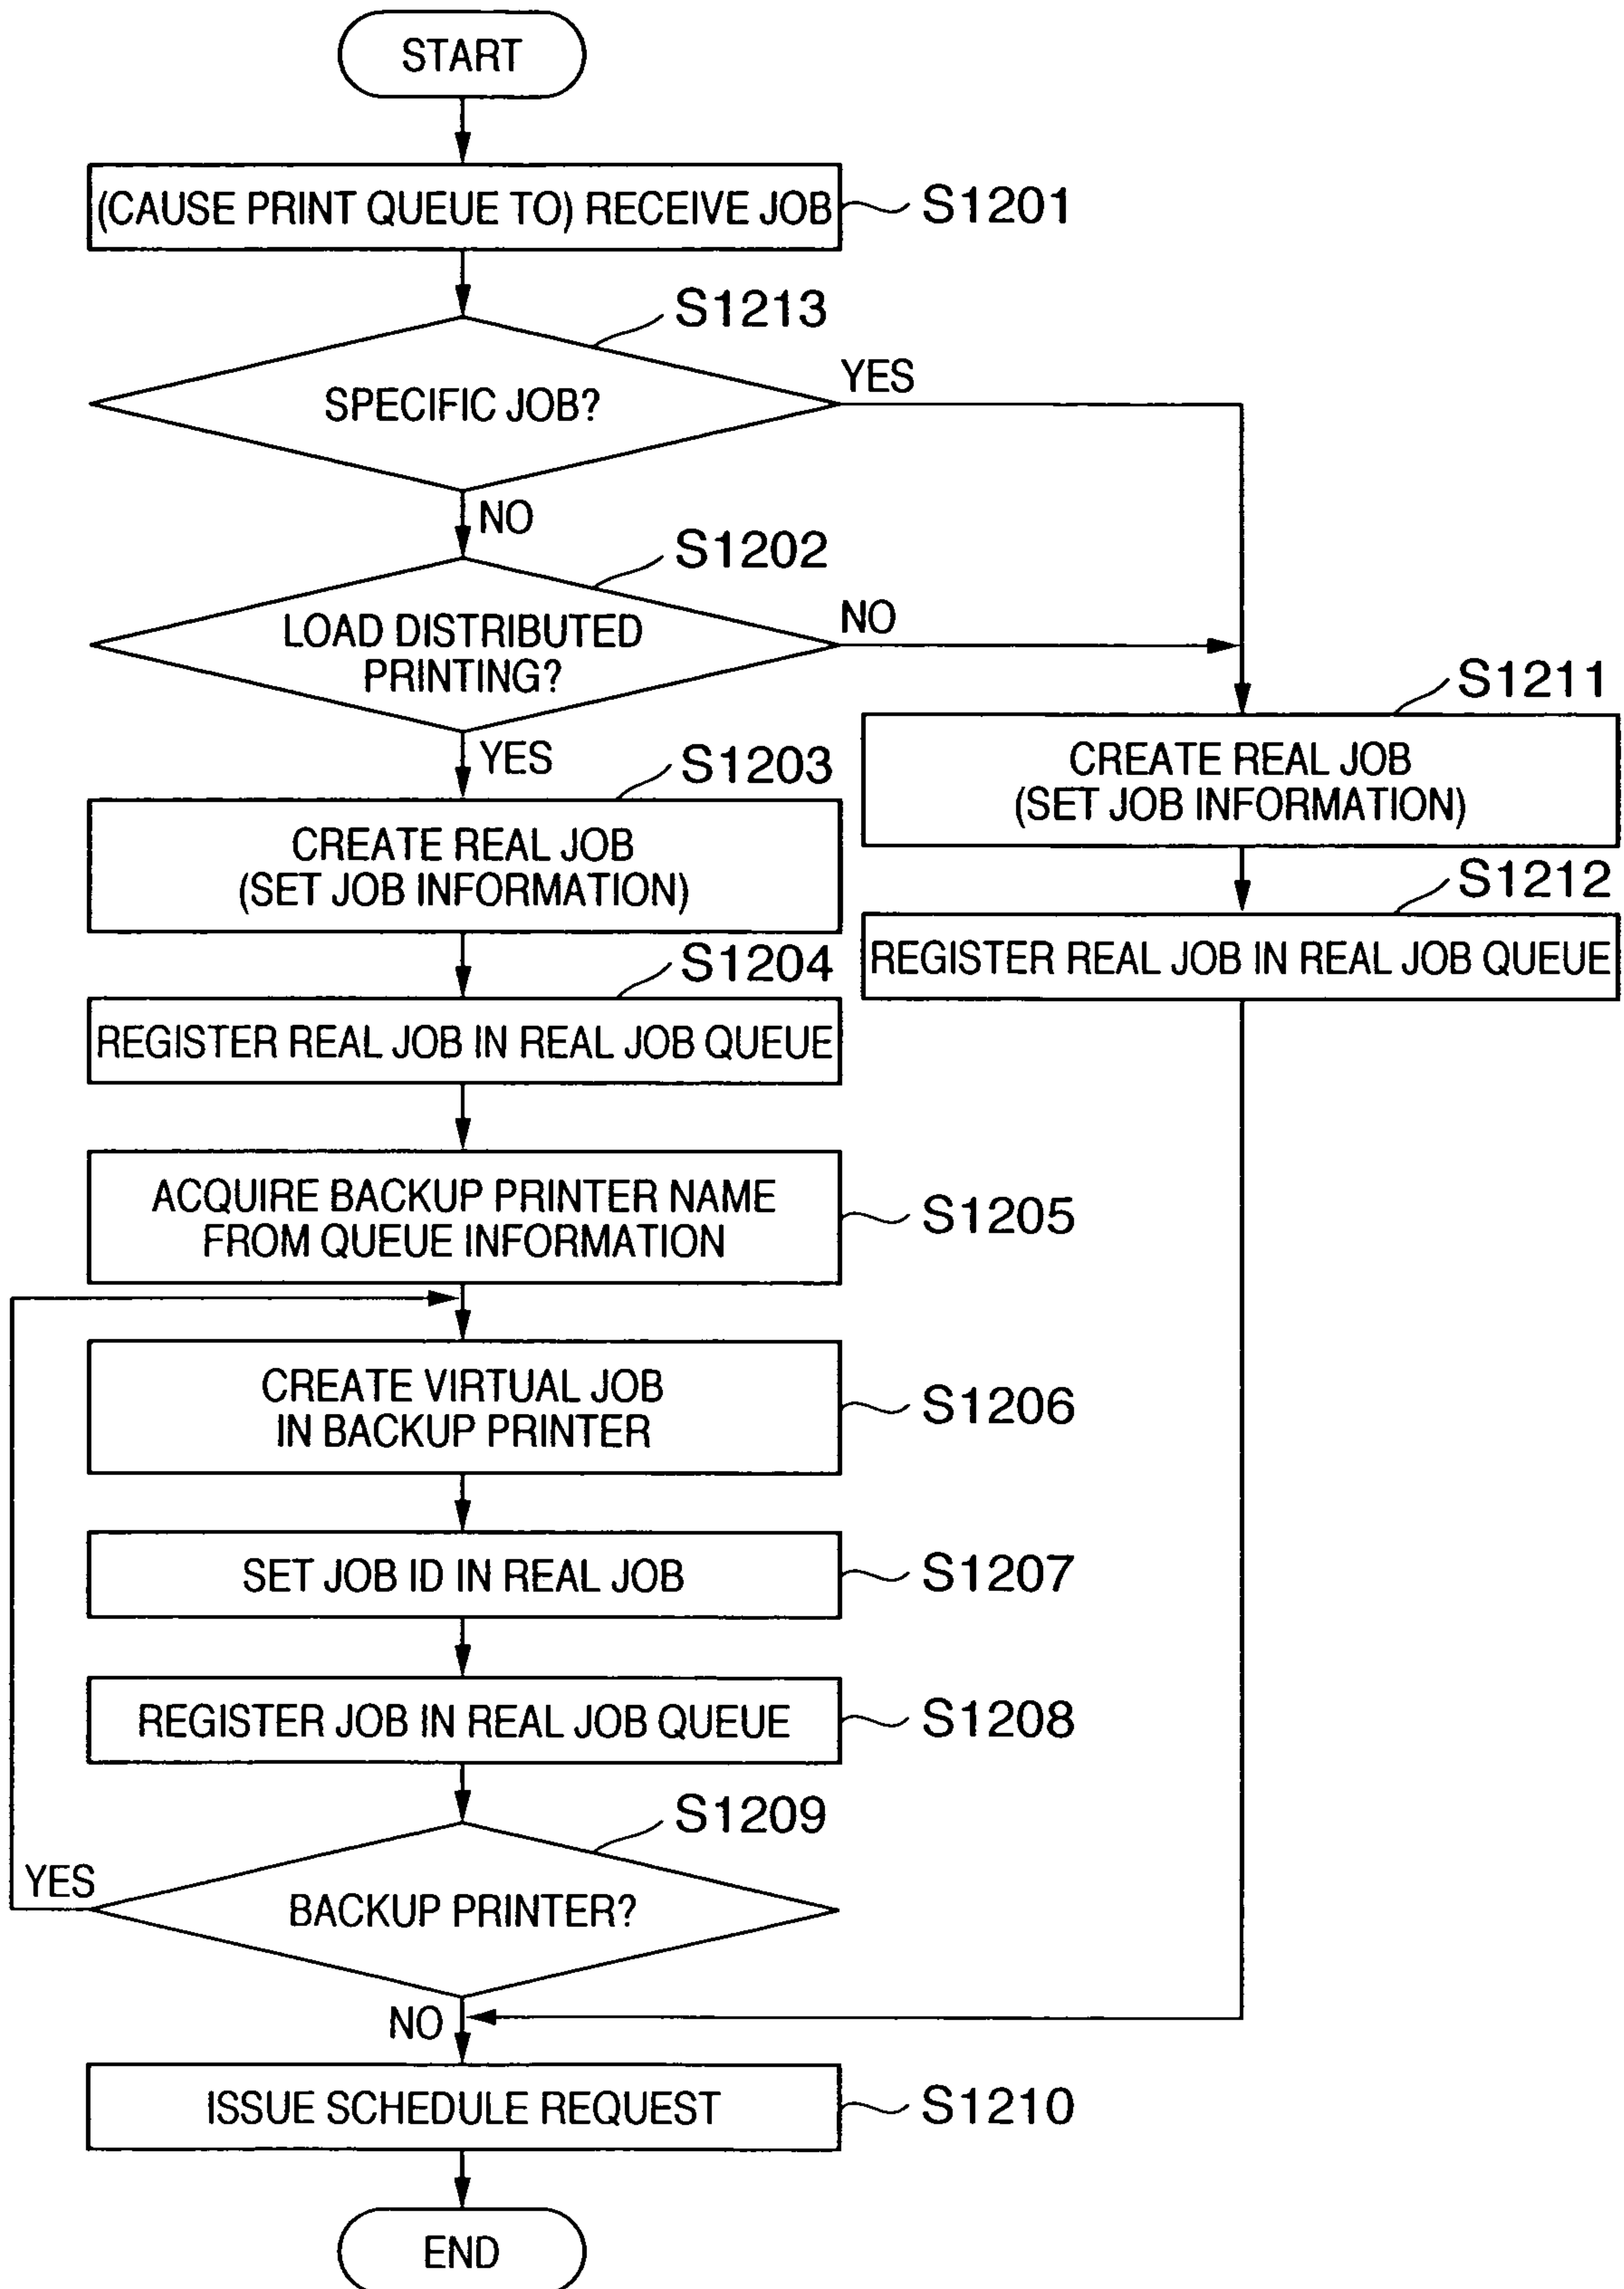 START
(CAUSE PRINT QUEUE TO) RECEIVE JOB
S1201
S1213
SPECIFIC JOB?
YES
NO
S1202
LOAD DISTRIBUTED
PRINTING?
NO
YES
S1203
CREATE REAL JOB
(SET JOB INFORMATION)
S1211
CREATE REAL JOB
(SET JOB INFORMATION)
S1204
REGISTER REAL JOB IN REAL JOB QUEUE
S1212
REGISTER REAL JOB IN REAL JOB QUEUE
ACQUIRE BACKUP PRINTER NAME
FROM QUEUE INFORMATION
S1205
CREATE VIRTUAL JOB
IN BACKUP PRINTER
S1206
SET JOB ID IN REAL JOB
S1207
REGISTER JOB IN REAL JOB QUEUE
S1208
S1209
YES
BACKUP PRINTER?
NO
ISSUE SCHEDULE REQUEST
S1210
END